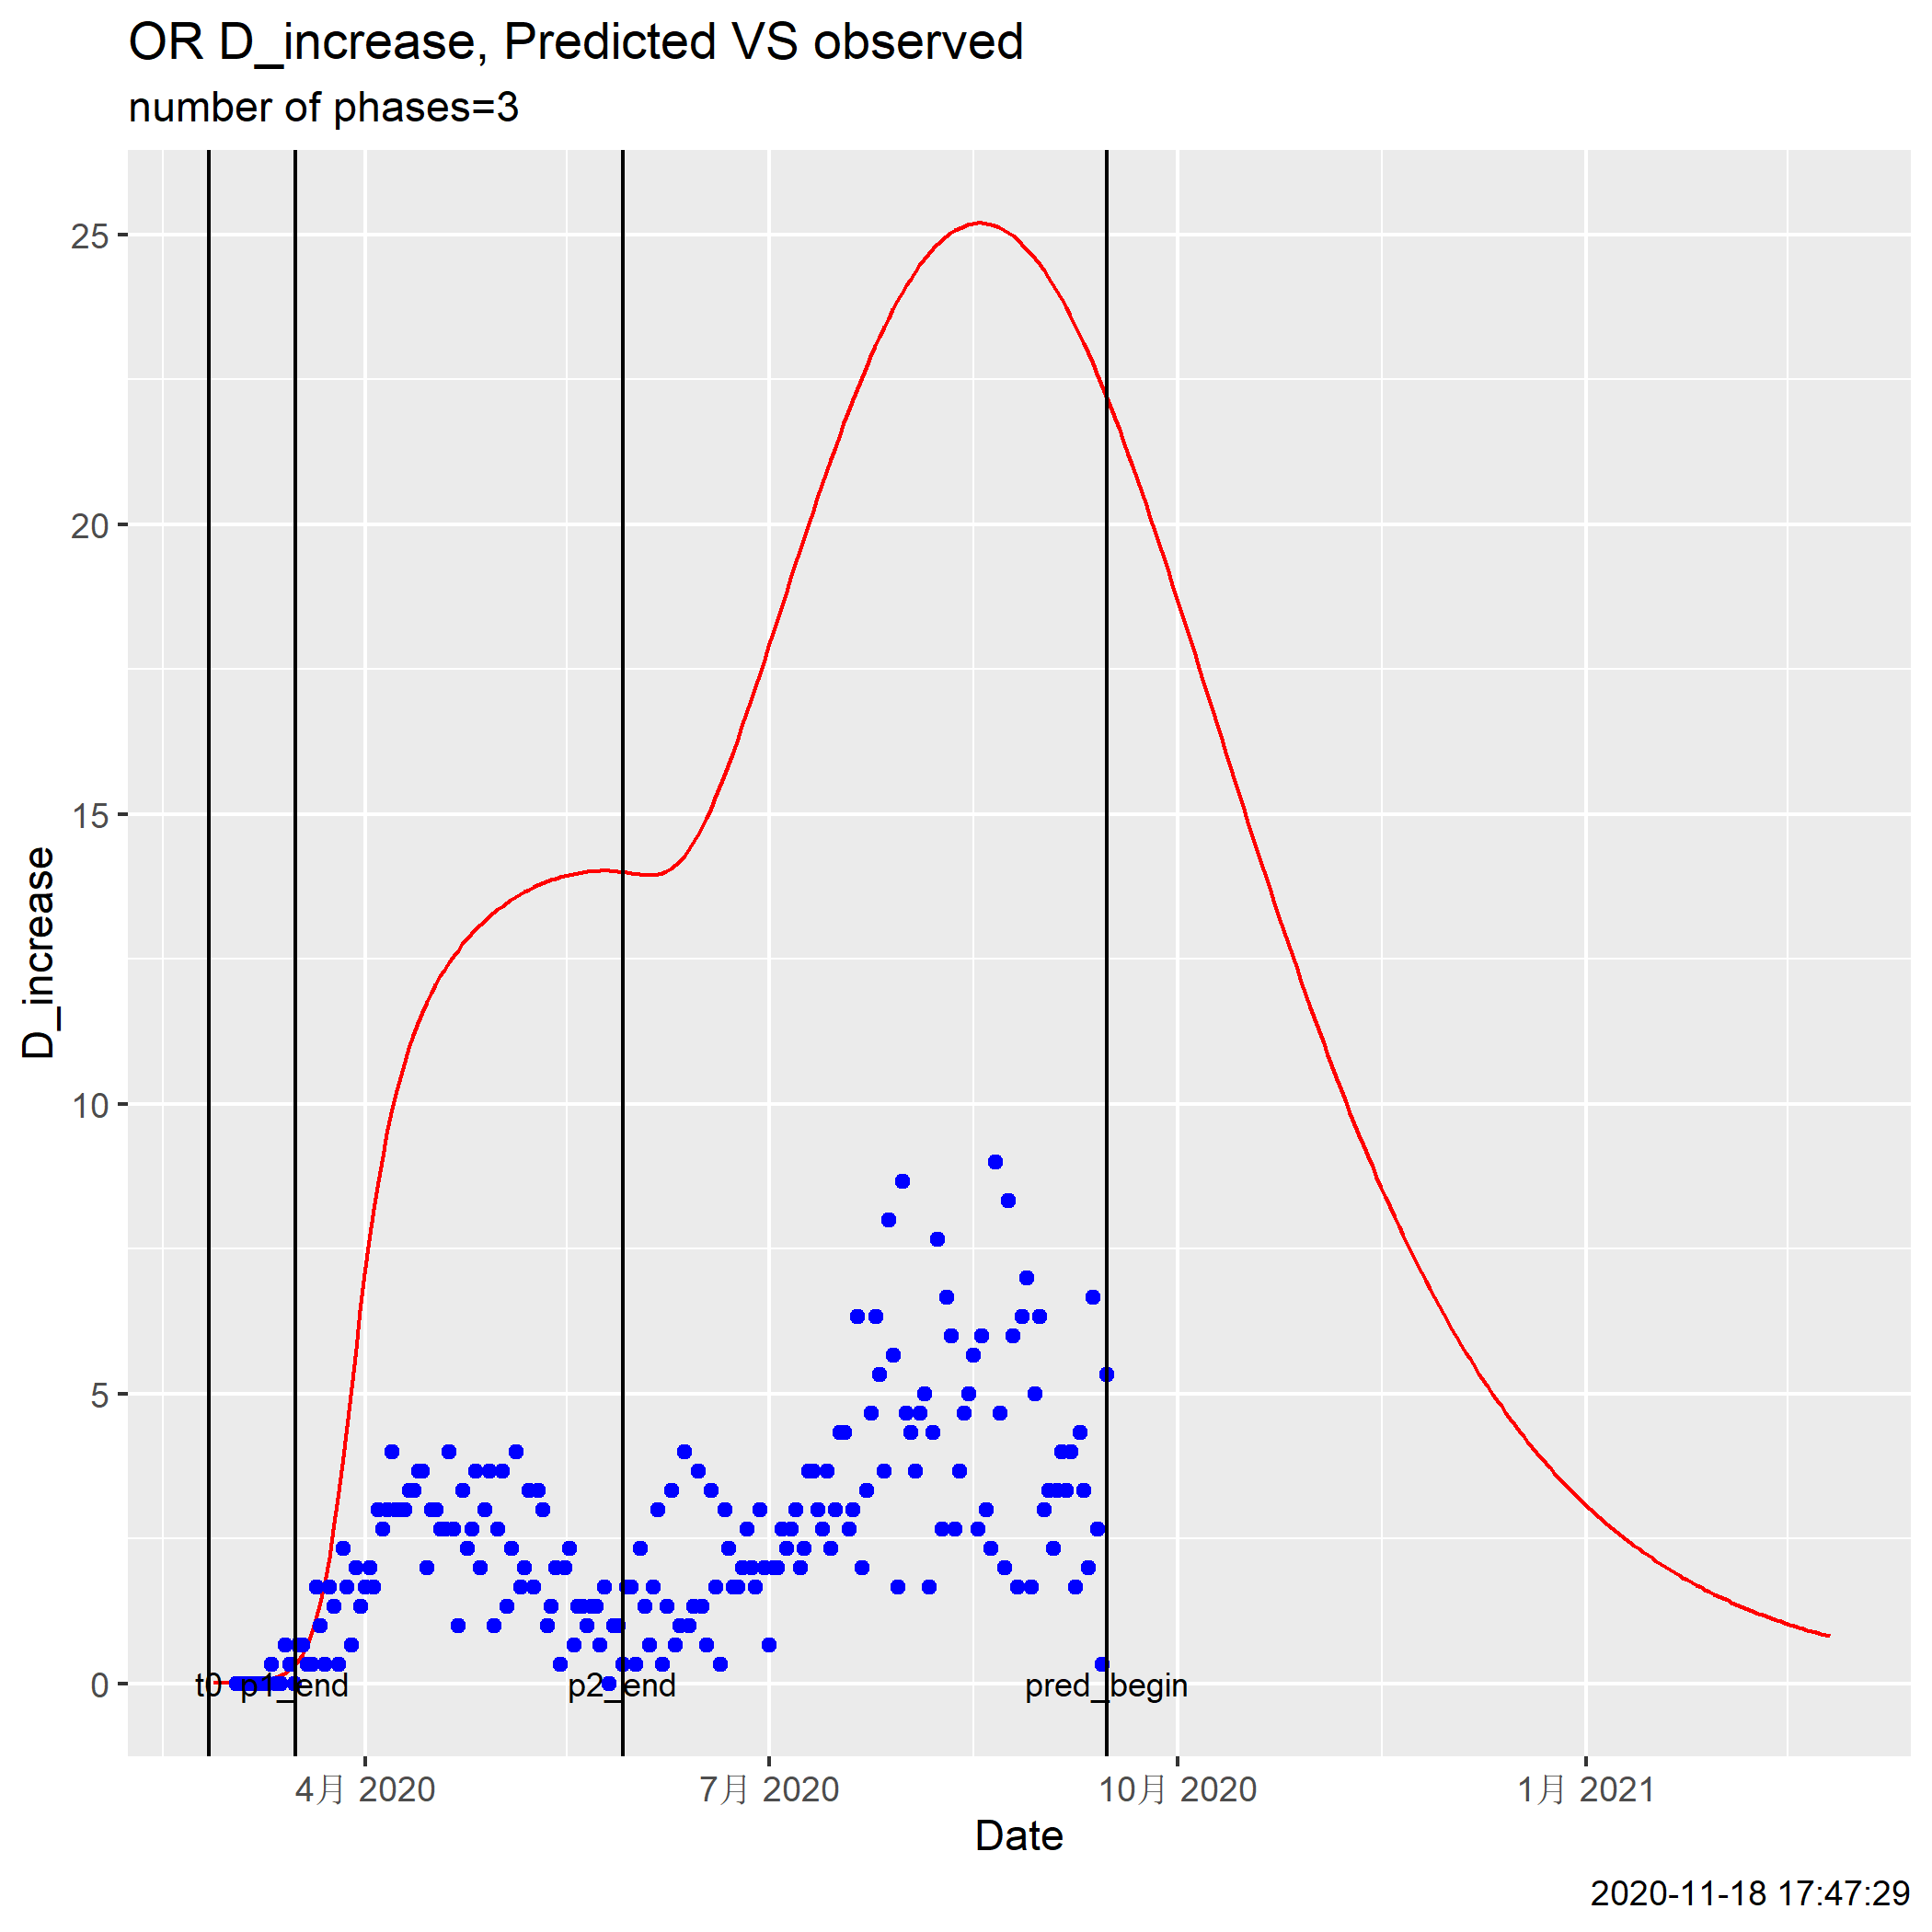 OR D_increase, Predicted VS observed
number of phases=3
D_increase
25
20
15
10
5
0
t0 p1_end p2_end pred_begin
4月 2020 7月 2020 10月 2020 1月 2021
Date
2020-11-18 17:47:29